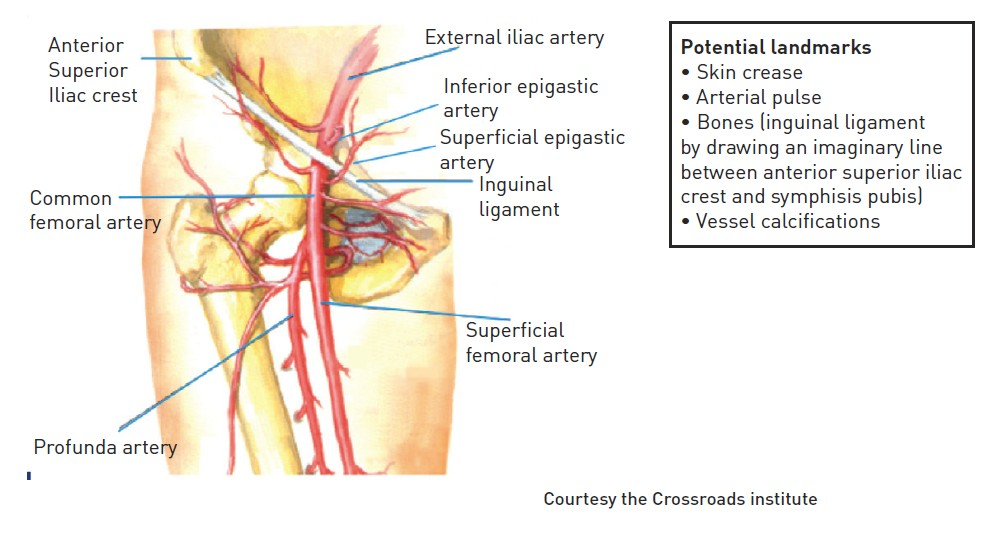 Anterior
Superior
Iliac crest
External iliac artery
Inferior epigastic
artery
Superficial epigastic
artery
Inguinal
ligament
Common
femoral artery
Superficial
femoral artery
Profunda artery
Potential landmarks
• Skin crease
• Arterial pulse
• Bones (inguinal ligament
by drawing an imaginary line
between anterior superior iliac
crest and symphisis pubis)
• Vessel calcifications
Courtesy the Crossroads institute